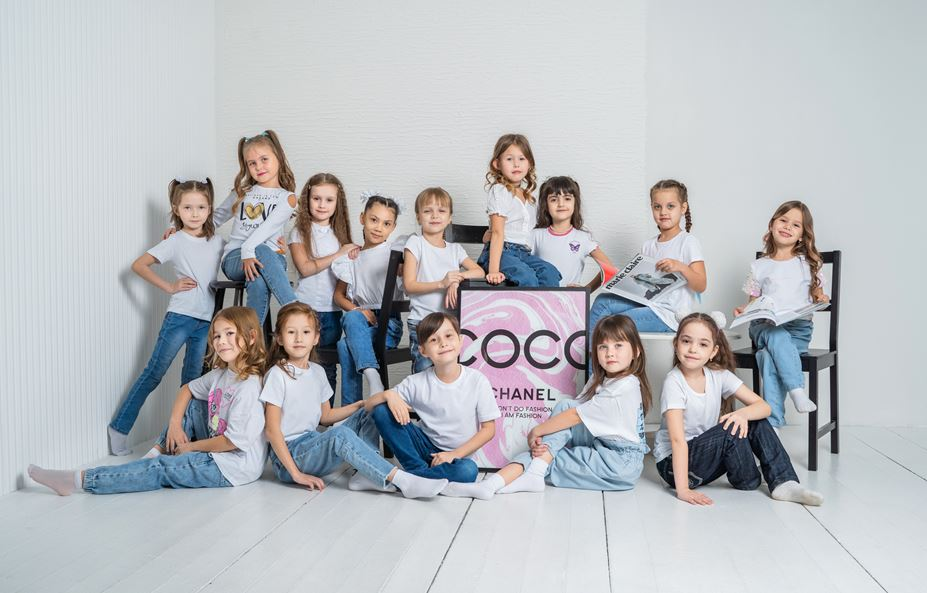 LOVE
marie claire
COCO
CHANEL
I DON'T DO FASHION
I AM FASHION